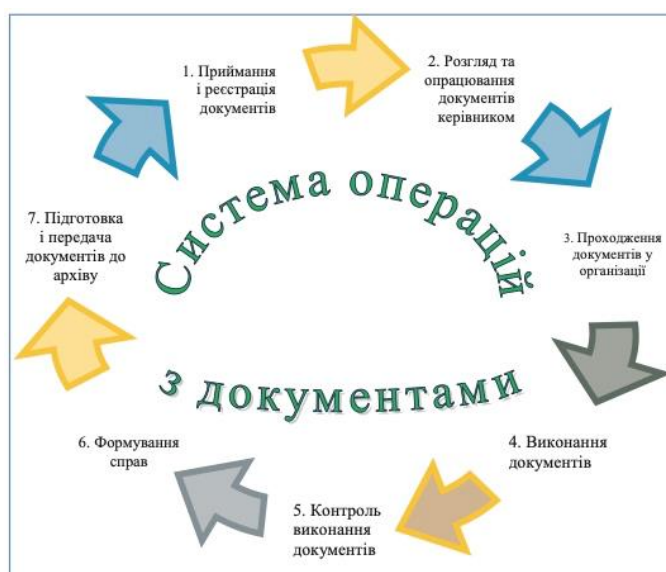 Система операцій
з документами
1. Приймання
і реєстрація
документів
2. Розгляд та
опрацювання
документів
керівником
3. Проходження
документів у
організації
4. Виконання
документів
5. Контроль
виконання
документів
6. Формування
справ
7. Підготовка
і передача
документів до
архіву